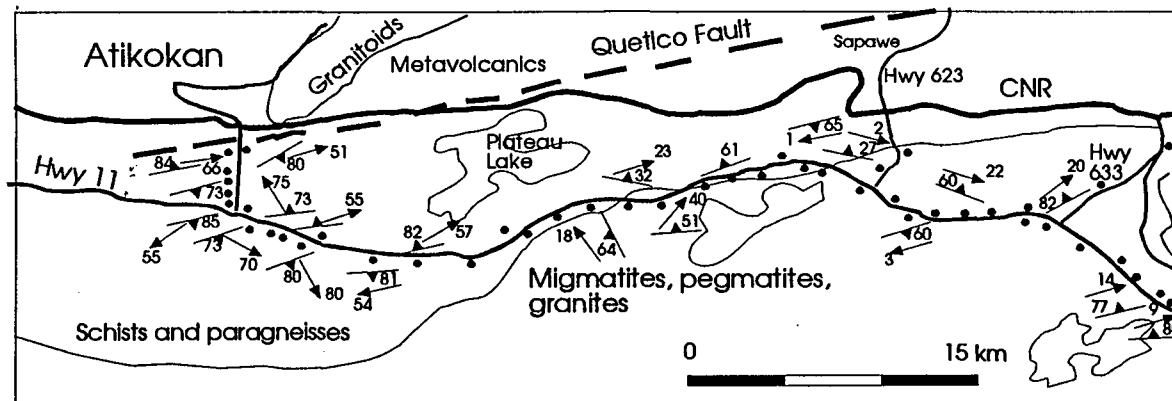 Atikokan
Granitoids
Metavolcanics
Quetico Fault
Sapawe
Hwy 623
CNR
Hwy 11
84
66
80
51
75
73
73
55
85
73
55
70
80
80
82
57
81
54
Plateau
Lake
23
32
61
1
65
2
27
40
51
18
64
60
22
20
82
Hwy
633
60
3
14
77
9
8
Migmatites, pegmatites,
granites
Schists and paragneisses
0
15 km